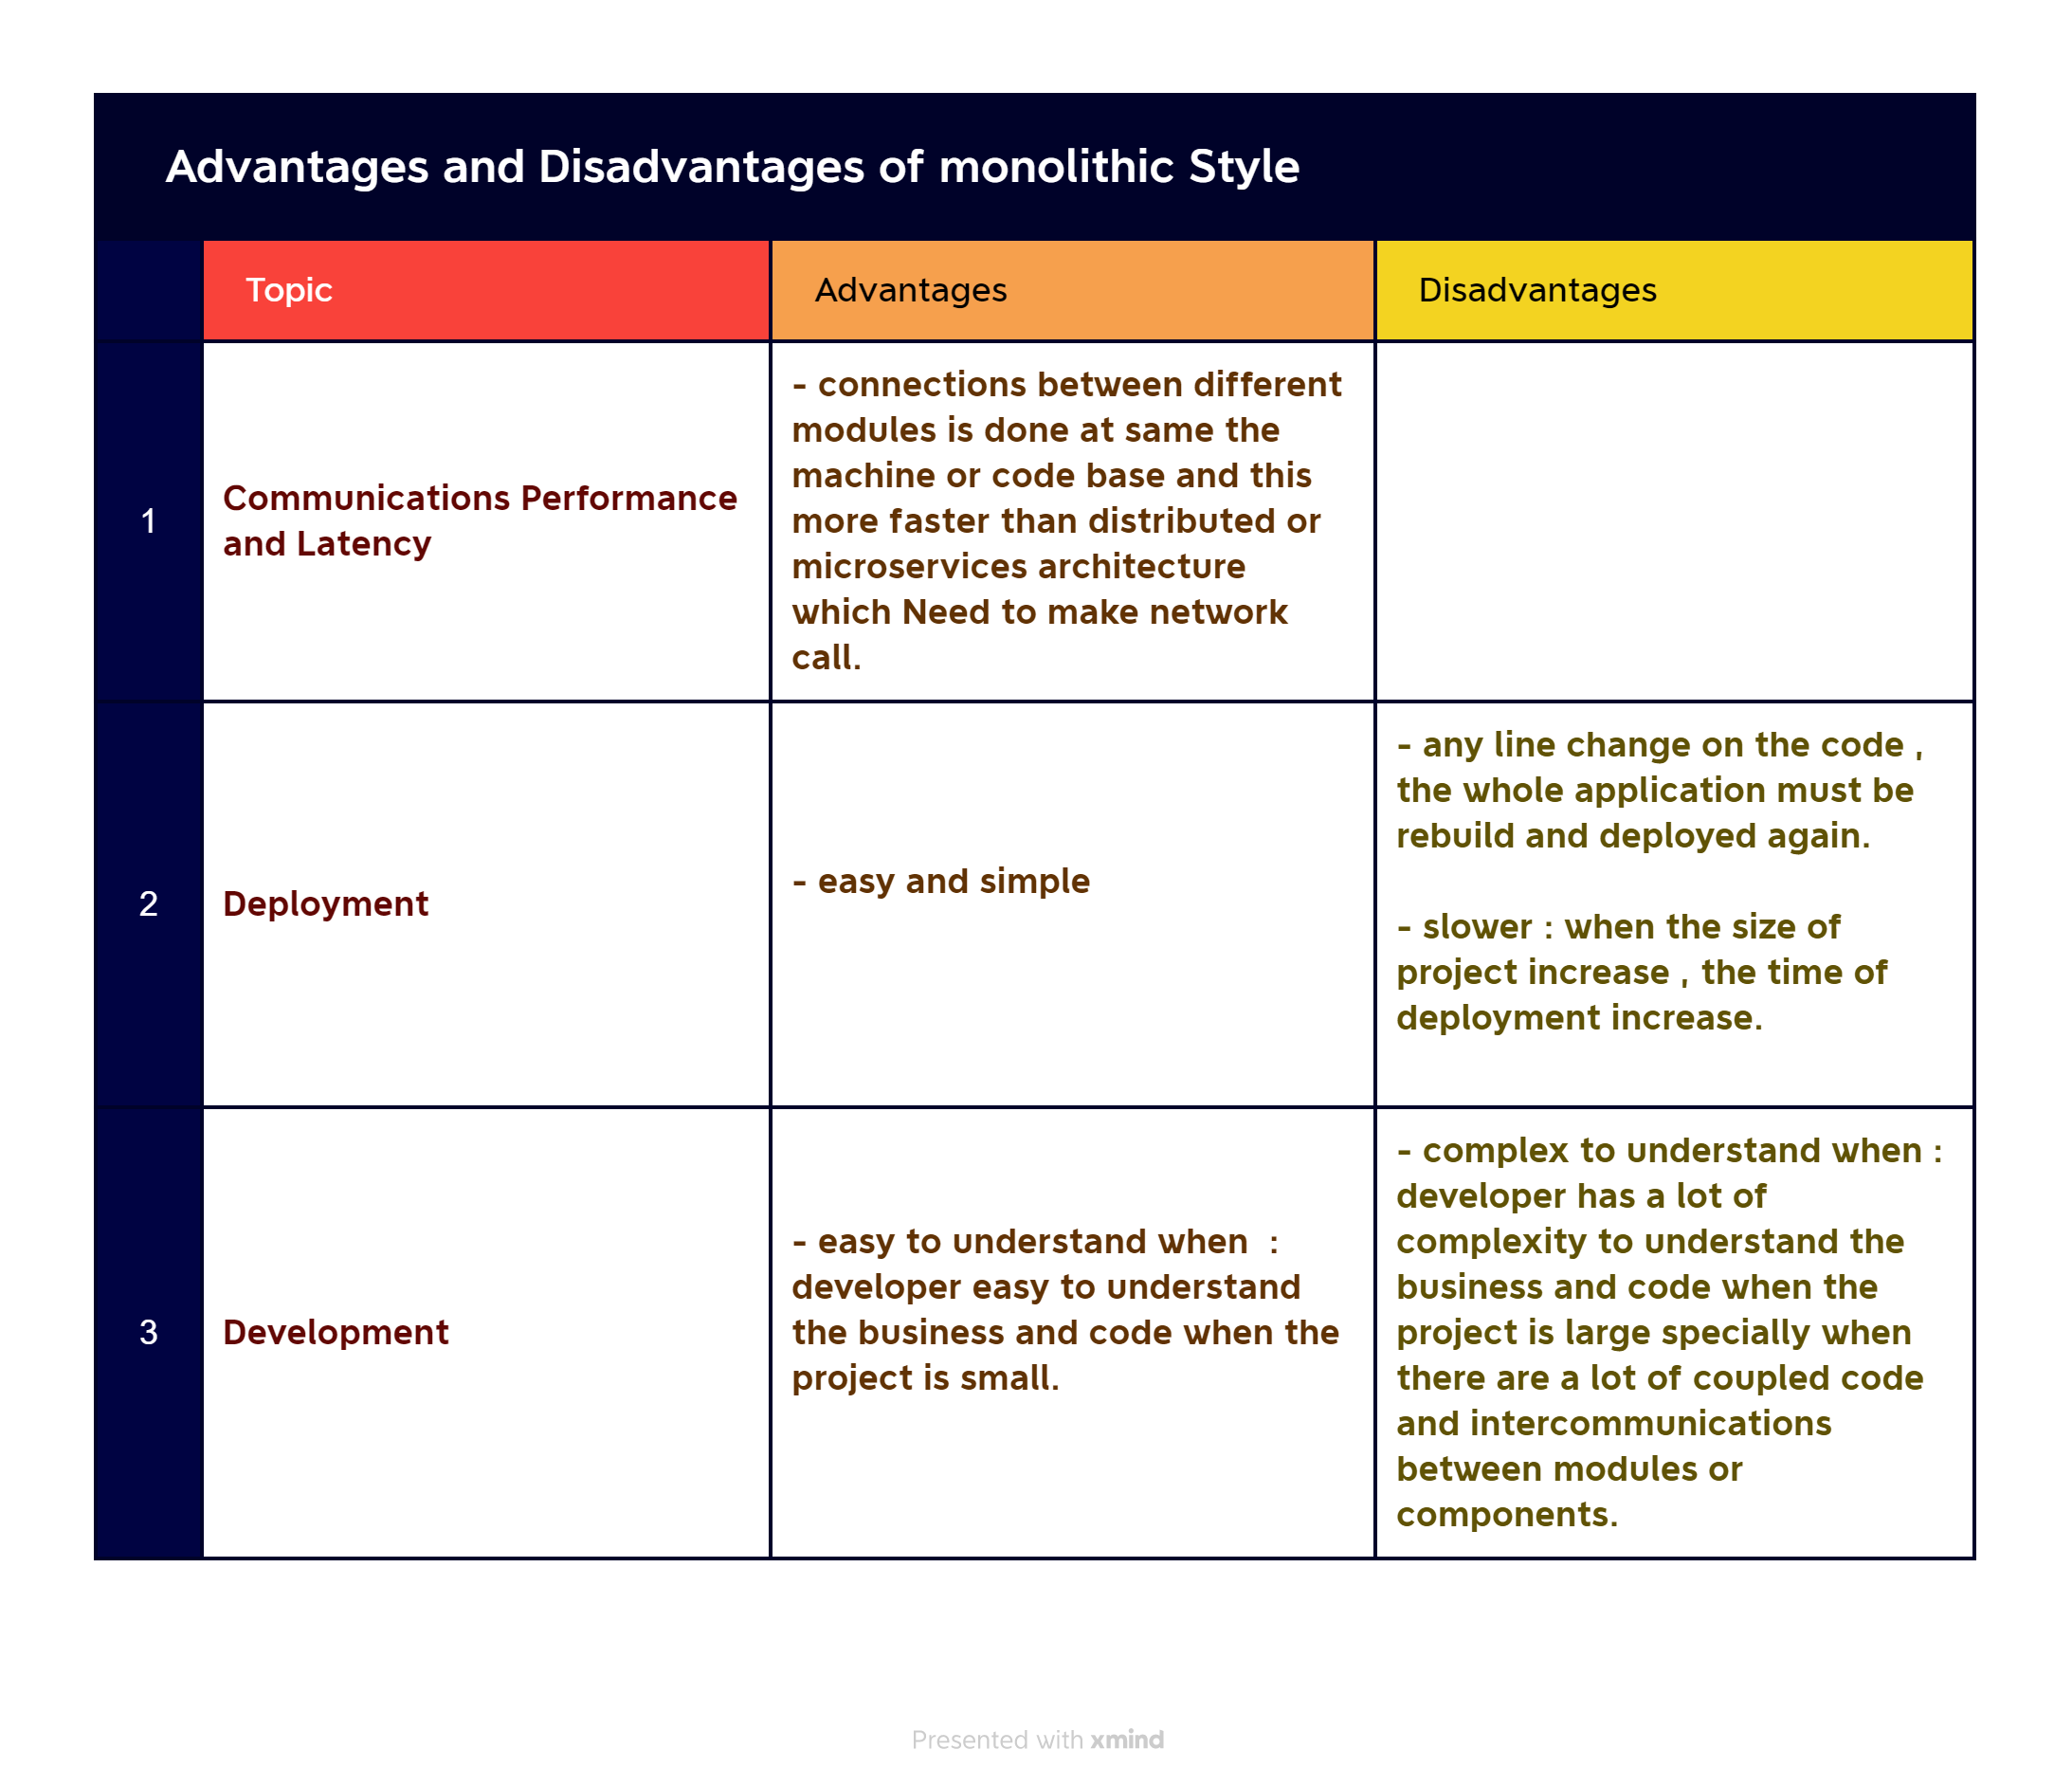 Advantages and Disadvantages of monolithic Style
Topic
Advantages
Disadvantages
1
Communications Performance
and Latency
- connections between different
modules is done at same the
machine or code base and this
more faster than distributed or
microservices architecture
which Need to make network
call.
2
Deployment
- easy and simple
- any line change on the code ,
the whole application must be
rebuild and deployed again.
- slower : when the size of
project increase , the time of
deployment increase.
3
Development
- easy to understand when  :
developer easy to understand
the business and code when the
project is small.
- complex to understand when :
developer has a lot of
complexity to understand the
business and code when the
project is large specially when
there are a lot of coupled code
and intercommunications
between modules or
components.
Presented with xmind